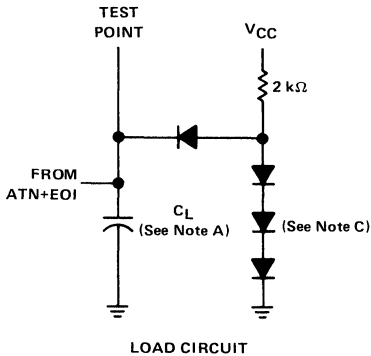 TEST
POINT
VCC
2 kΩ
FROM
ATN+EOI
CL
(See Note A)
(See Note C)
LOAD CIRCUIT